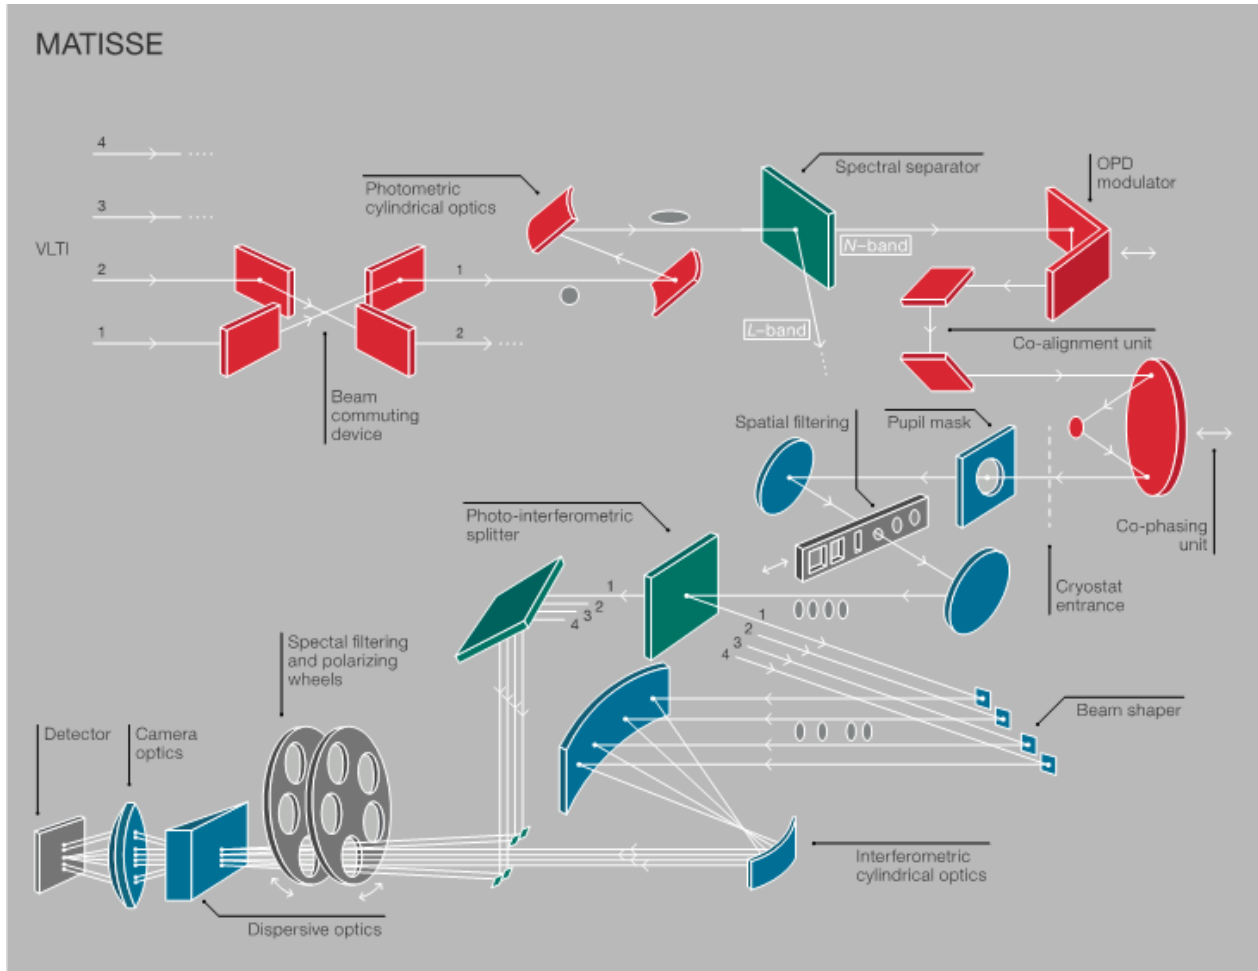 MATISSE
4
3
VLTI
2
1
1
2
Beam
commuting
device
Photometric
cylindrical optics
Spectral separator
N–band
L–band
OPD
modulator
Co-alignment unit
Spatial filtering
Pupil mask
Co-phasing
unit
Cryostat
entrance
Photo-interferometric
splitter
1
2
3
4
1
2
3
4
Spectal filtering
and polarizing
wheels
Beam shaper
Detector
Camera
optics
Interferometric
cylindrical optics
Dispersive optics